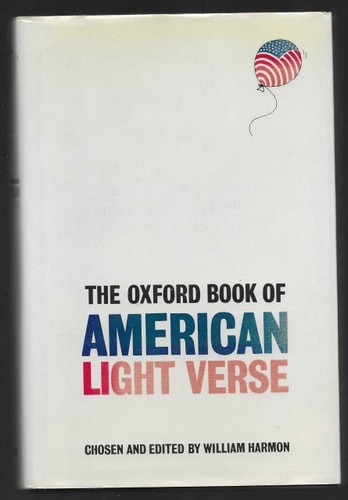 THE OXFORD BOOK OF
AMERICAN
LIGHT VERSE
CHOSEN AND EDITED BY WILLIAM HARMON